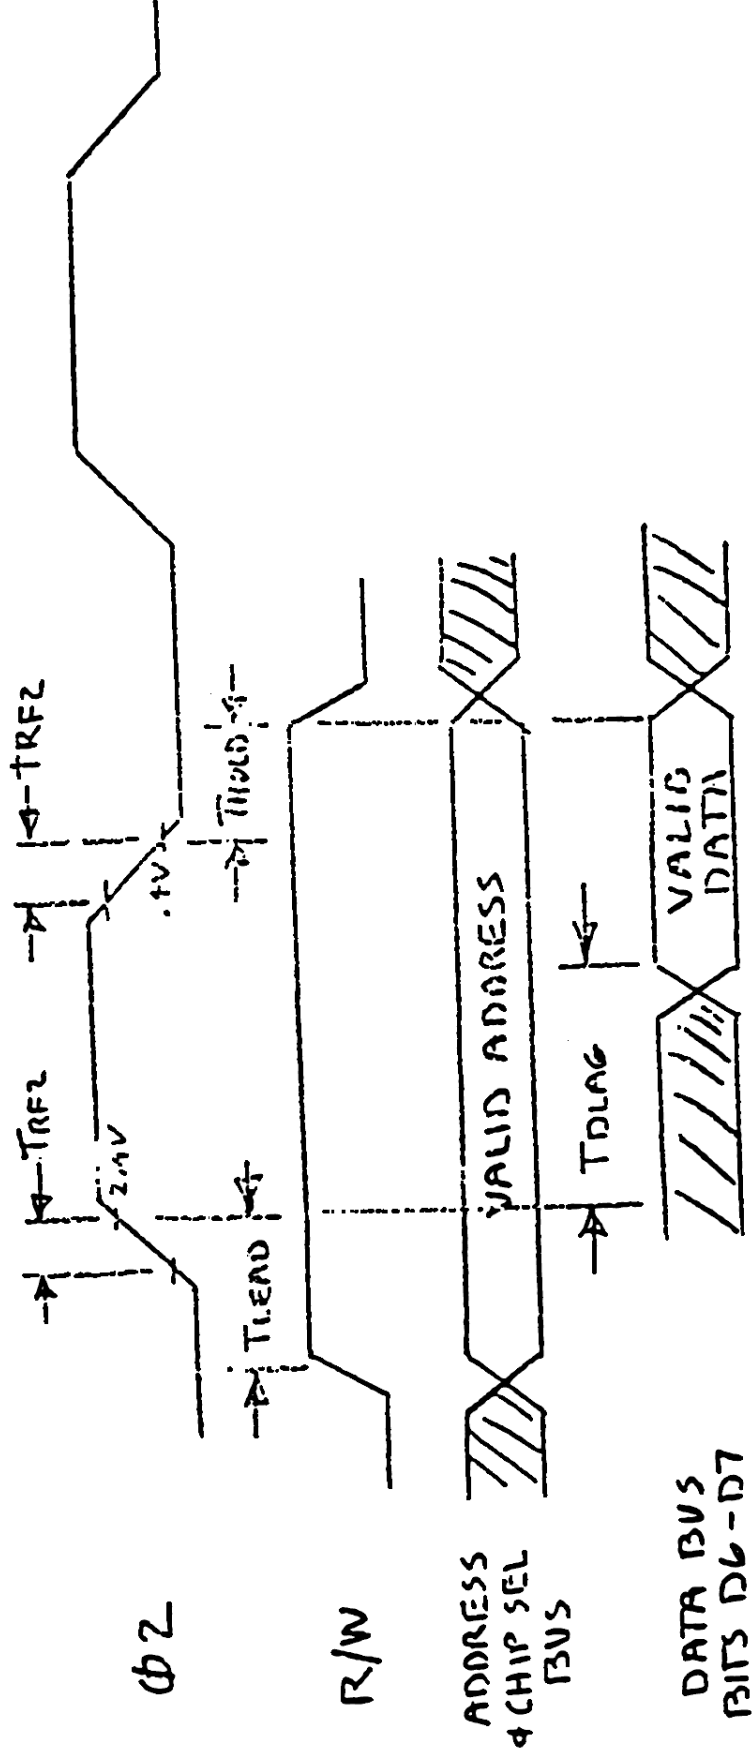 TRF2
TRF2
φ2
2.4V
.4V
TLEAD
THOLD
R/W
ADDRESS
& CHIP SEL
BUS
VALID ADDRESS
TDLAG
DATA BUS
BITS D6-D7
VALID
DATA